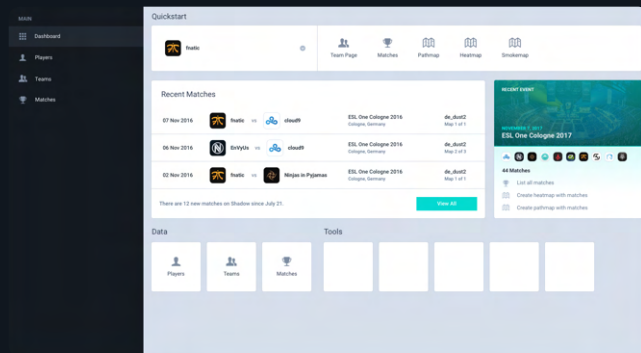 MAIN
Dashboard
Players
Teams
Matches
Quickstart
fnatic
Team Page
Matches
Pathmap
Heatmap
Smokemap
Recent Matches
07 Nov 2016 fnatic vs cloud9 ESL One Cologne 2016 de_dust2
Cologne, Germany Map 1 of 1
06 Nov 2016 EnVyUs vs cloud9 ESL One Cologne 2016 de_dust2
Cologne, Germany Map 2 of 3
02 Nov 2016 fnatic vs Ninjas in Pyjamas ESL One Cologne 2016 de_dust2
Cologne, Germany Map 1 of 1
There are 12 new matches on Shadow since July 21.
View All
RECENT EVENT
NOVEMBER 7, 2017
ESL One Cologne 2017
44 Matches
List all matches
Create heatmap with matches
Create pathmap with matches
Data
Players
Teams
Matches
Tools